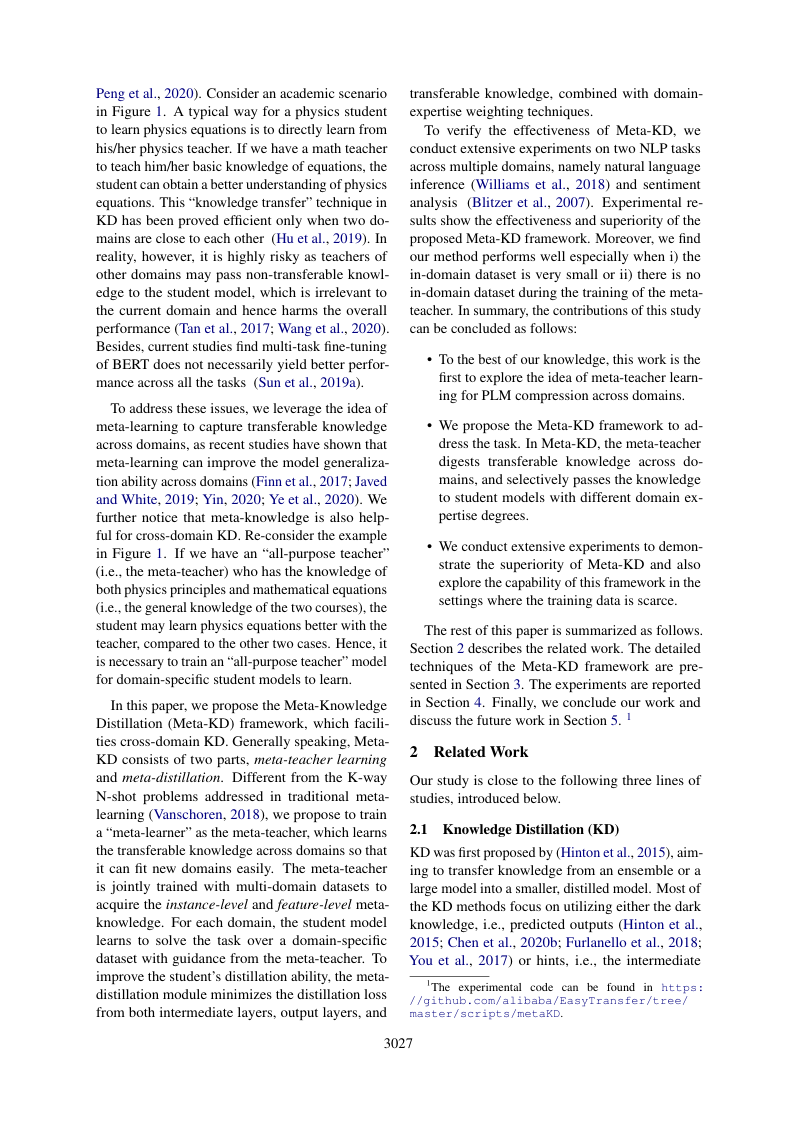 Peng et al., 2020). Consider an academic scenario
in Figure 1. A typical way for a physics student
to learn physics equations is to directly learn from
his/her physics teacher. If we have a math teacher
to teach him/her basic knowledge of equations, the
student can obtain a better understanding of physics
equations. This “knowledge transfer” technique in
KD has been proved efficient only when two do-
mains are close to each other (Hu et al., 2019). In
reality, however, it is highly risky as teachers of
other domains may pass non-transferable knowl-
edge to the student model, which is irrelevant to
the current domain and hence harms the overall
performance (Tan et al., 2017; Wang et al., 2020).
Besides, current studies find multi-task fine-tuning
of BERT does not necessarily yield better perfor-
mance across all the tasks (Sun et al., 2019a).
To address these issues, we leverage the idea of
meta-learning to capture transferable knowledge
across domains, as recent studies have shown that
meta-learning can improve the model generaliza-
tion ability across domains (Finn et al., 2017; Javed
and White, 2019; Yin, 2020; Ye et al., 2020). We
further notice that meta-knowledge is also help-
ful for cross-domain KD. Re-consider the example
in Figure 1. If we have an “all-purpose teacher”
(i.e., the meta-teacher) who has the knowledge of
both physics principles and mathematical equations
(i.e., the general knowledge of the two courses), the
student may learn physics equations better with the
teacher, compared to the other two cases. Hence, it
is necessary to train an “all-purpose teacher” model
for domain-specific student models to learn.
In this paper, we propose the Meta-Knowledge
Distillation (Meta-KD) framework, which facili-
ties cross-domain KD. Generally speaking, Meta-
KD consists of two parts, meta-teacher learning
and meta-distillation. Different from the K-way
N-shot problems addressed in traditional meta-
learning (Vanschoren, 2018), we propose to train
a “meta-learner” as the meta-teacher, which learns
the transferable knowledge across domains so that
it can fit new domains easily. The meta-teacher
is jointly trained with multi-domain datasets to
acquire the instance-level and feature-level meta-
knowledge. For each domain, the student model
learns to solve the task over a domain-specific
dataset with guidance from the meta-teacher. To
improve the student’s distillation ability, the meta-
distillation module minimizes the distillation loss
from both intermediate layers, output layers, and
transferable knowledge, combined with domain-
expertise weighting techniques.
To verify the effectiveness of Meta-KD, we
conduct extensive experiments on two NLP tasks
across multiple domains, namely natural language
inference (Williams et al., 2018) and sentiment
analysis (Blitzer et al., 2007). Experimental re-
sults show the effectiveness and superiority of the
proposed Meta-KD framework. Moreover, we find
our method performs well especially when i) the
in-domain dataset is very small or ii) there is no
in-domain dataset during the training of the meta-
teacher. In summary, the contributions of this study
can be concluded as follows:
• To the best of our knowledge, this work is the
first to explore the idea of meta-teacher learn-
ing for PLM compression across domains.
• We propose the Meta-KD framework to ad-
dress the task. In Meta-KD, the meta-teacher
digests transferable knowledge across do-
mains, and selectively passes the knowledge
to student models with different domain ex-
pertise degrees.
• We conduct extensive experiments to demon-
strate the superiority of Meta-KD and also
explore the capability of this framework in the
settings where the training data is scarce.
The rest of this paper is summarized as follows.
Section 2 describes the related work. The detailed
techniques of the Meta-KD framework are pre-
sented in Section 3. The experiments are reported
in Section 4. Finally, we conclude our work and
discuss the future work in Section 5. 1
2 Related Work
Our study is close to the following three lines of
studies, introduced below.
2.1 Knowledge Distillation (KD)
KD was first proposed by (Hinton et al., 2015), aim-
ing to transfer knowledge from an ensemble or a
large model into a smaller, distilled model. Most of
the KD methods focus on utilizing either the dark
knowledge, i.e., predicted outputs (Hinton et al.,
2015; Chen et al., 2020b; Furlanello et al., 2018;
You et al., 2017) or hints, i.e., the intermediate
1The experimental code can be found in https:
//github.com/alibaba/EasyTransfer/tree/
master/scripts/metaKD.
3027